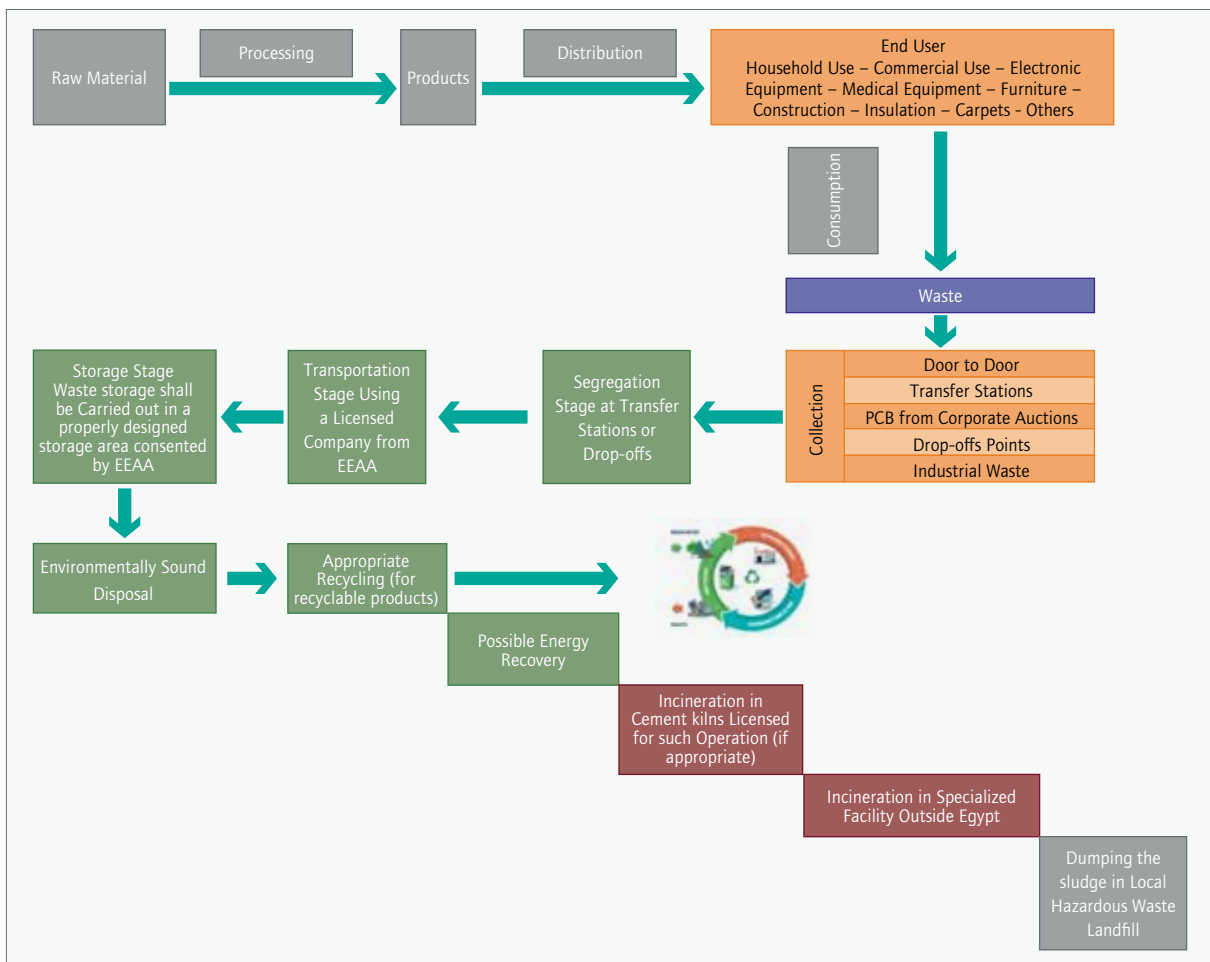 Raw Material
Processing
Products
Distribution
End User
Household Use – Commercial Use – Electronic
Equipment – Medical Equipment – Furniture –
Construction – Insulation – Carpets - Others
Consumption
Waste
Collection
Door to Door
Transfer Stations
PCB from Corporate Auctions
Drop-offs Points
Industrial Waste
Segregation
Stage at Transfer
Stations or
Drop-offs
Transportation
Stage Using
a Licensed
Company from
EEAA
Storage Stage
Waste storage shall
be Carried out in a
properly designed
storage area consented
by EEAA
Environmentally Sound
Disposal
Appropriate
Recycling (for
recyclable products)
Possible Energy
Recovery
Incineration in
Cement kilns Licensed
for such Operation (if
appropriate)
Incineration in Specialized
Facility Outside Egypt
Dumping the
sludge in Local
Hazardous Waste
Landfill